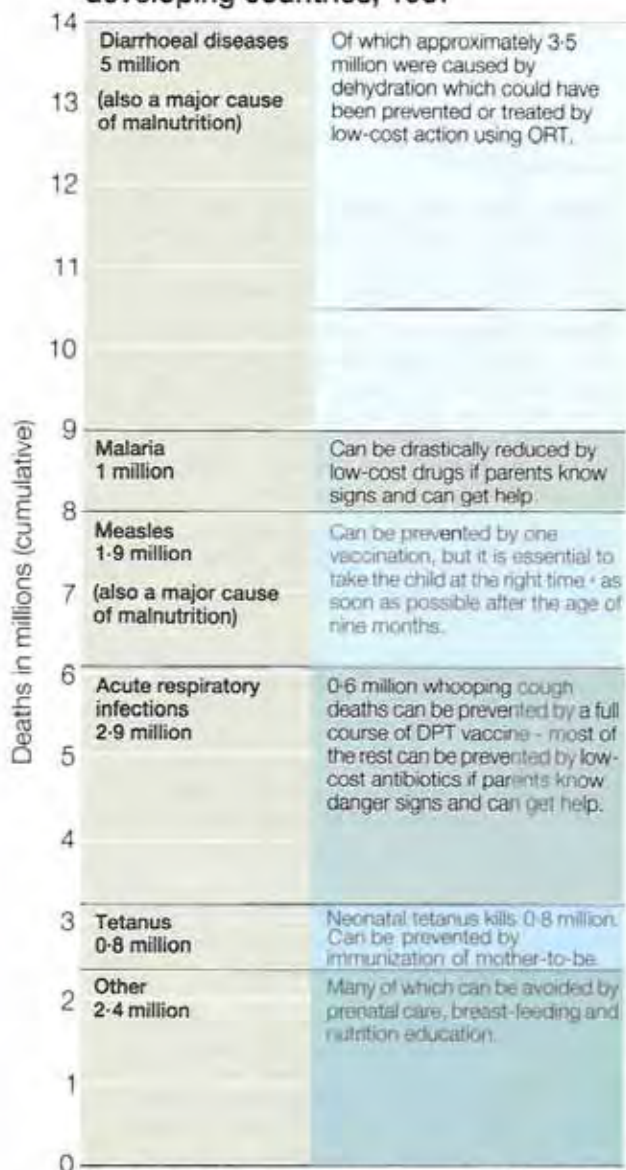 developing countries,
Deaths in millions (cumulative)
14
13
12
11
10
9
8
7
6
5
4
3
2
1
0
Diarrhoeal diseases
5 million
(also a major cause
of malnutrition)
Of which approximately 3·5
million were caused by
dehydration which could have
been prevented or treated by
low-cost action using ORT.
Malaria
1 million
Can be drastically reduced by
low-cost drugs if parents know
signs and can get help
Measles
1·9 million
(also a major cause
of malnutrition)
Can be prevented by one
vaccination, but it is essential to
take the child at the right time - as
soon as possible after the age of
nine months.
Acute respiratory
infections
2·9 million
0·6 million whooping cough
deaths can be prevented by a full
course of DPT vaccine - most of
the rest can be prevented by low-
cost antibiotics if parents know
danger signs and can get help.
Tetanus
0·8 million
Neonatal tetanus kills 0·8 million.
Can be prevented by
immunization of mother-to-be.
Other
2·4 million
Many of which can be avoided by
prenatal care, breast-feeding and
nutrition education.